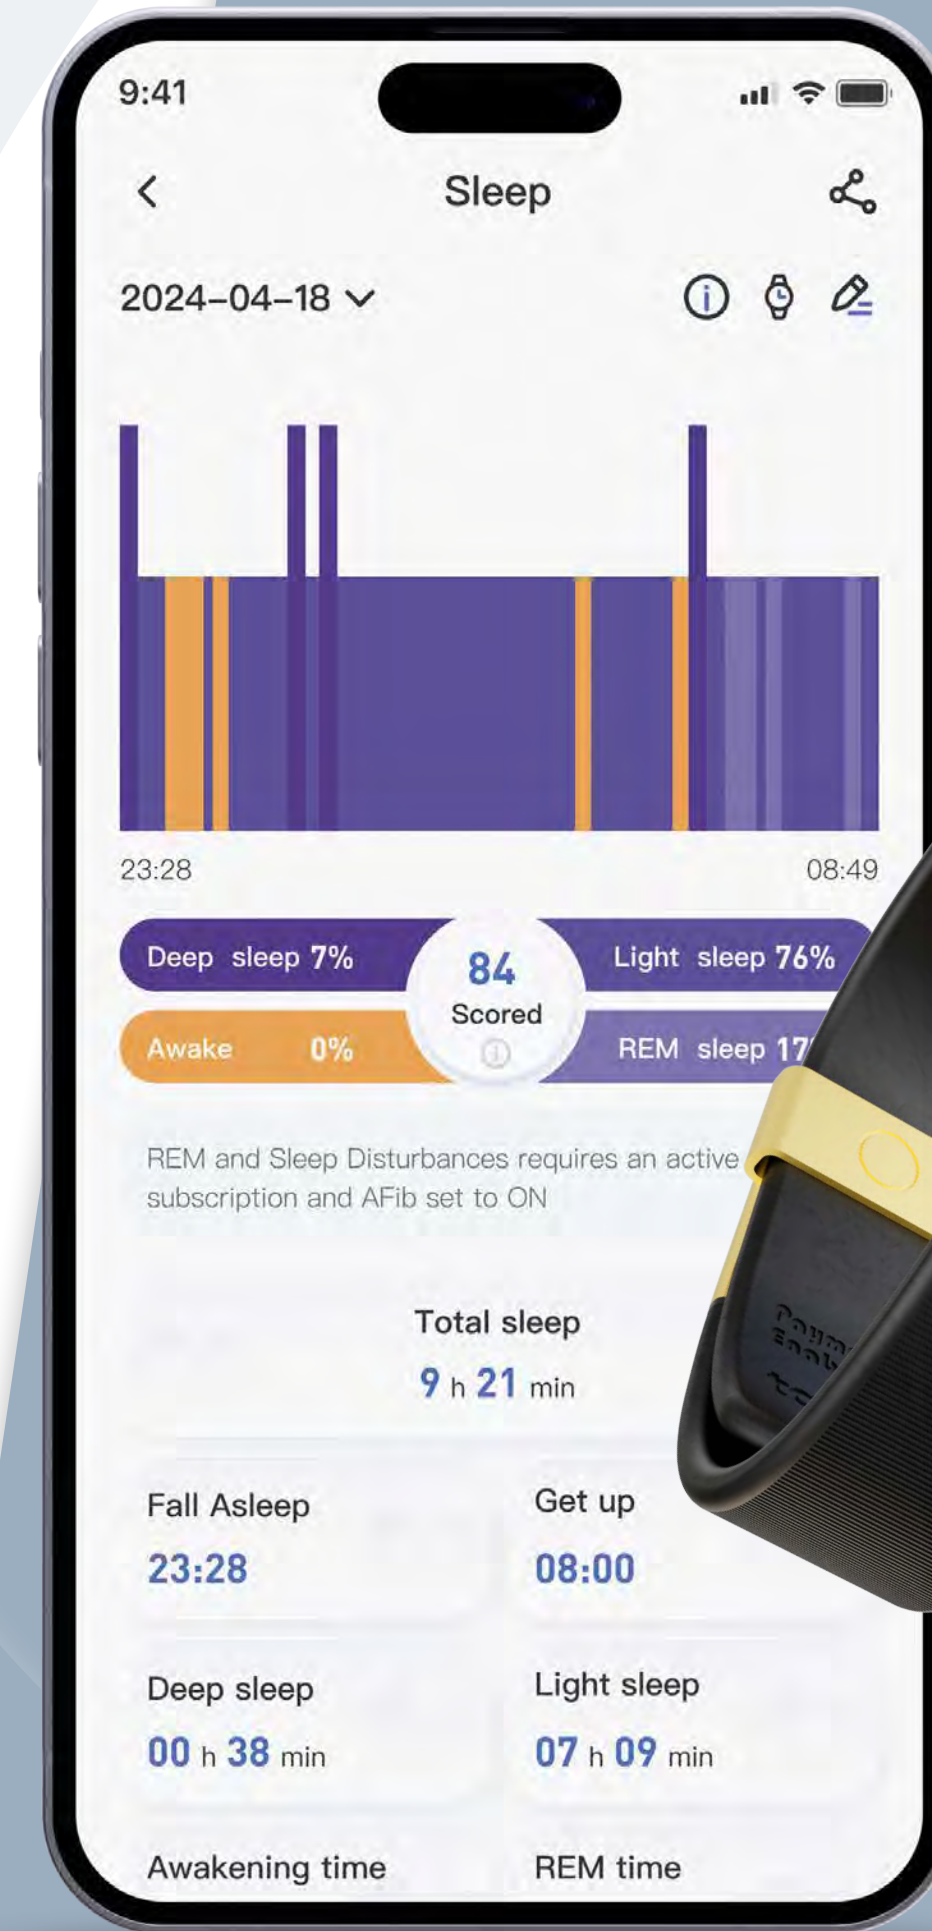 9:41
Sleep
2024-04-18
23:28 08:49
Deep sleep 7% Light sleep 76%
84
Scored
Awake 0% REM sleep 17
REM and Sleep Disturbances requires an active
subscription and AFib set to ON
Total sleep
9 h 21 min
Fall Asleep Get up
23:28 08:00
Deep sleep Light sleep
00 h 38 min 07 h 09 min
Awakening time REM time